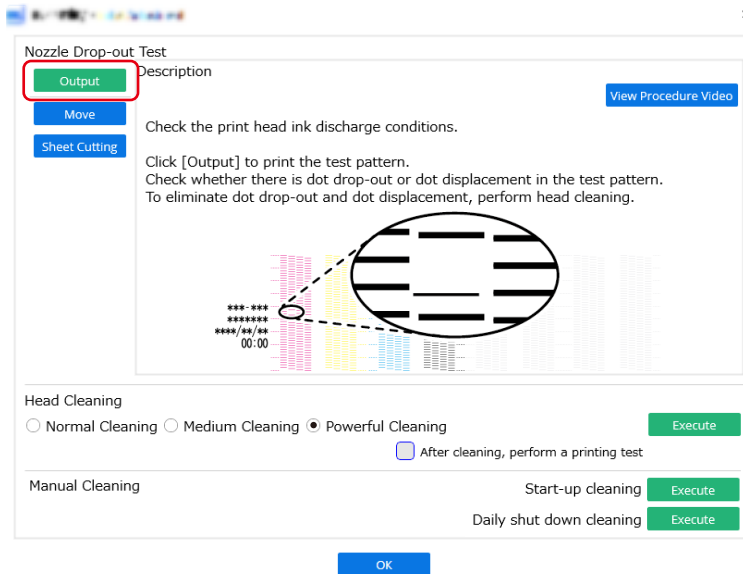 Nozzle Drop-out Test
Output
Description
View Procedure Video
Move
Sheet Cutting
Check the print head ink discharge conditions.
Click [Output] to print the test pattern.
Check whether there is dot drop-out or dot displacement in the test pattern.
To eliminate dot drop-out and dot displacement, perform head cleaning.
***-***
*******
****/**/**
00:00
Head Cleaning
Normal Cleaning Medium Cleaning Powerful Cleaning
Execute
After cleaning, perform a printing test
Manual Cleaning
Start-up cleaning Execute
Daily shut down cleaning Execute
OK